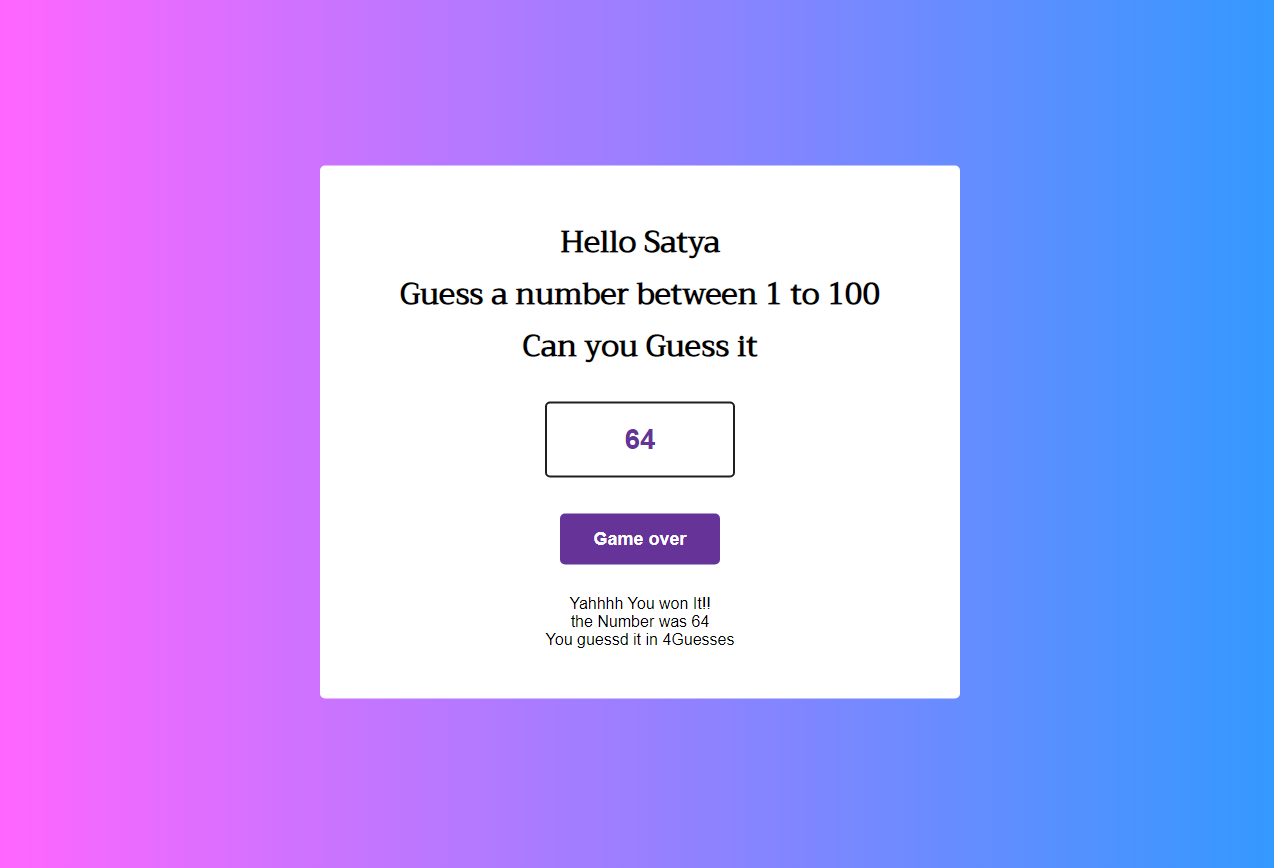 Hello Satya
Guess a number between 1 to 100
Can you Guess it
64
Game over
Yahhhh You won It!!
the Number was 64
You guessd it in 4Guesses